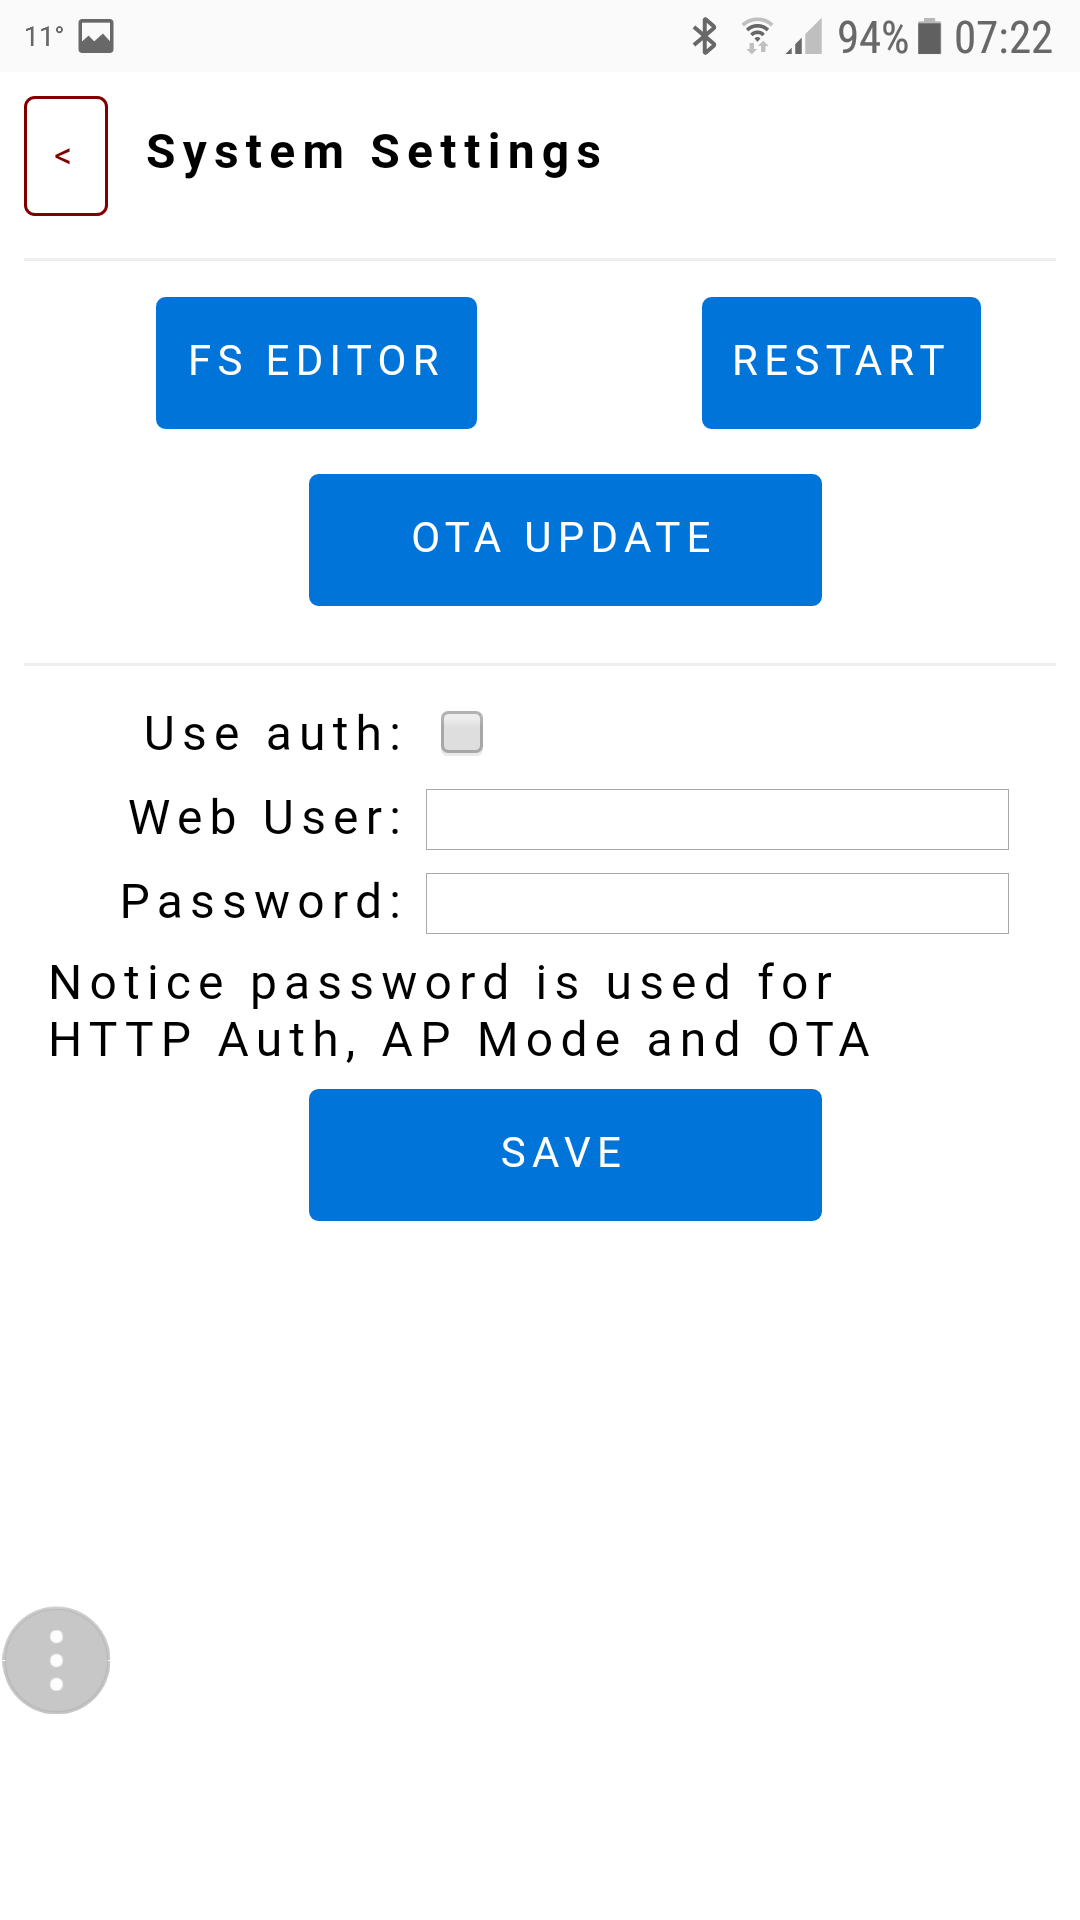 11° 94% 07:22
< System Settings
FS EDITOR RESTART
OTA UPDATE
Use auth:
Web User:
Password:
Notice password is used for
HTTP Auth, AP Mode and OTA
SAVE